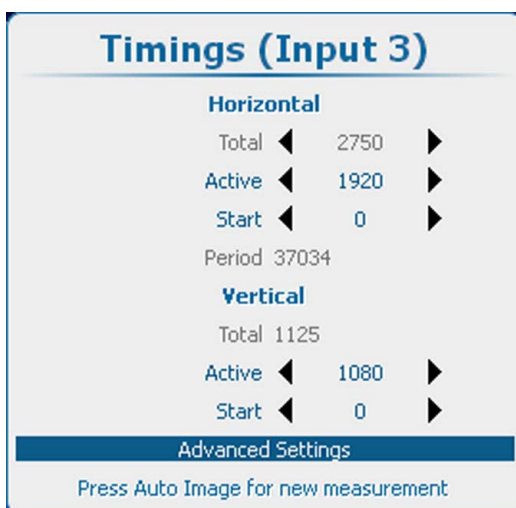 Timings (Input 3)
Horizontal
Total 2750
Active 1920
Start 0
Period 37034
Vertical
Total 1125
Active 1080
Start 0
Advanced Settings
Press Auto Image for new measurement